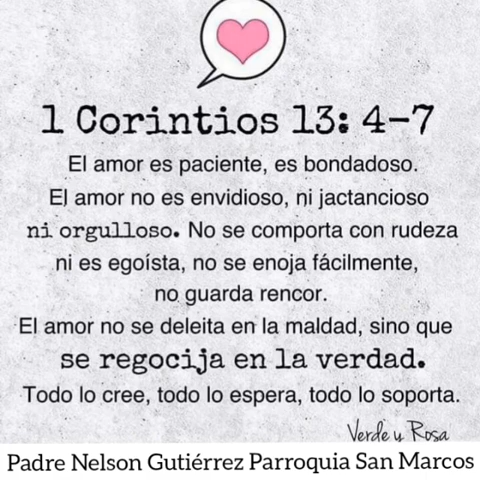 1 Corintios 13: 4-7
El amor es paciente, es bondadoso.
El amor no es envidioso, ni jactancioso
ni orgulloso. No se comporta con rudeza
ni es egoísta, no se enoja fácilmente,
no guarda rencor.
El amor no se deleita en la maldad, sino que
se regocija en la verdad.
Todo lo cree, todo lo espera, todo lo soporta.
Verde y Rosa
Padre Nelson Gutiérrez Parroquia San Marcos